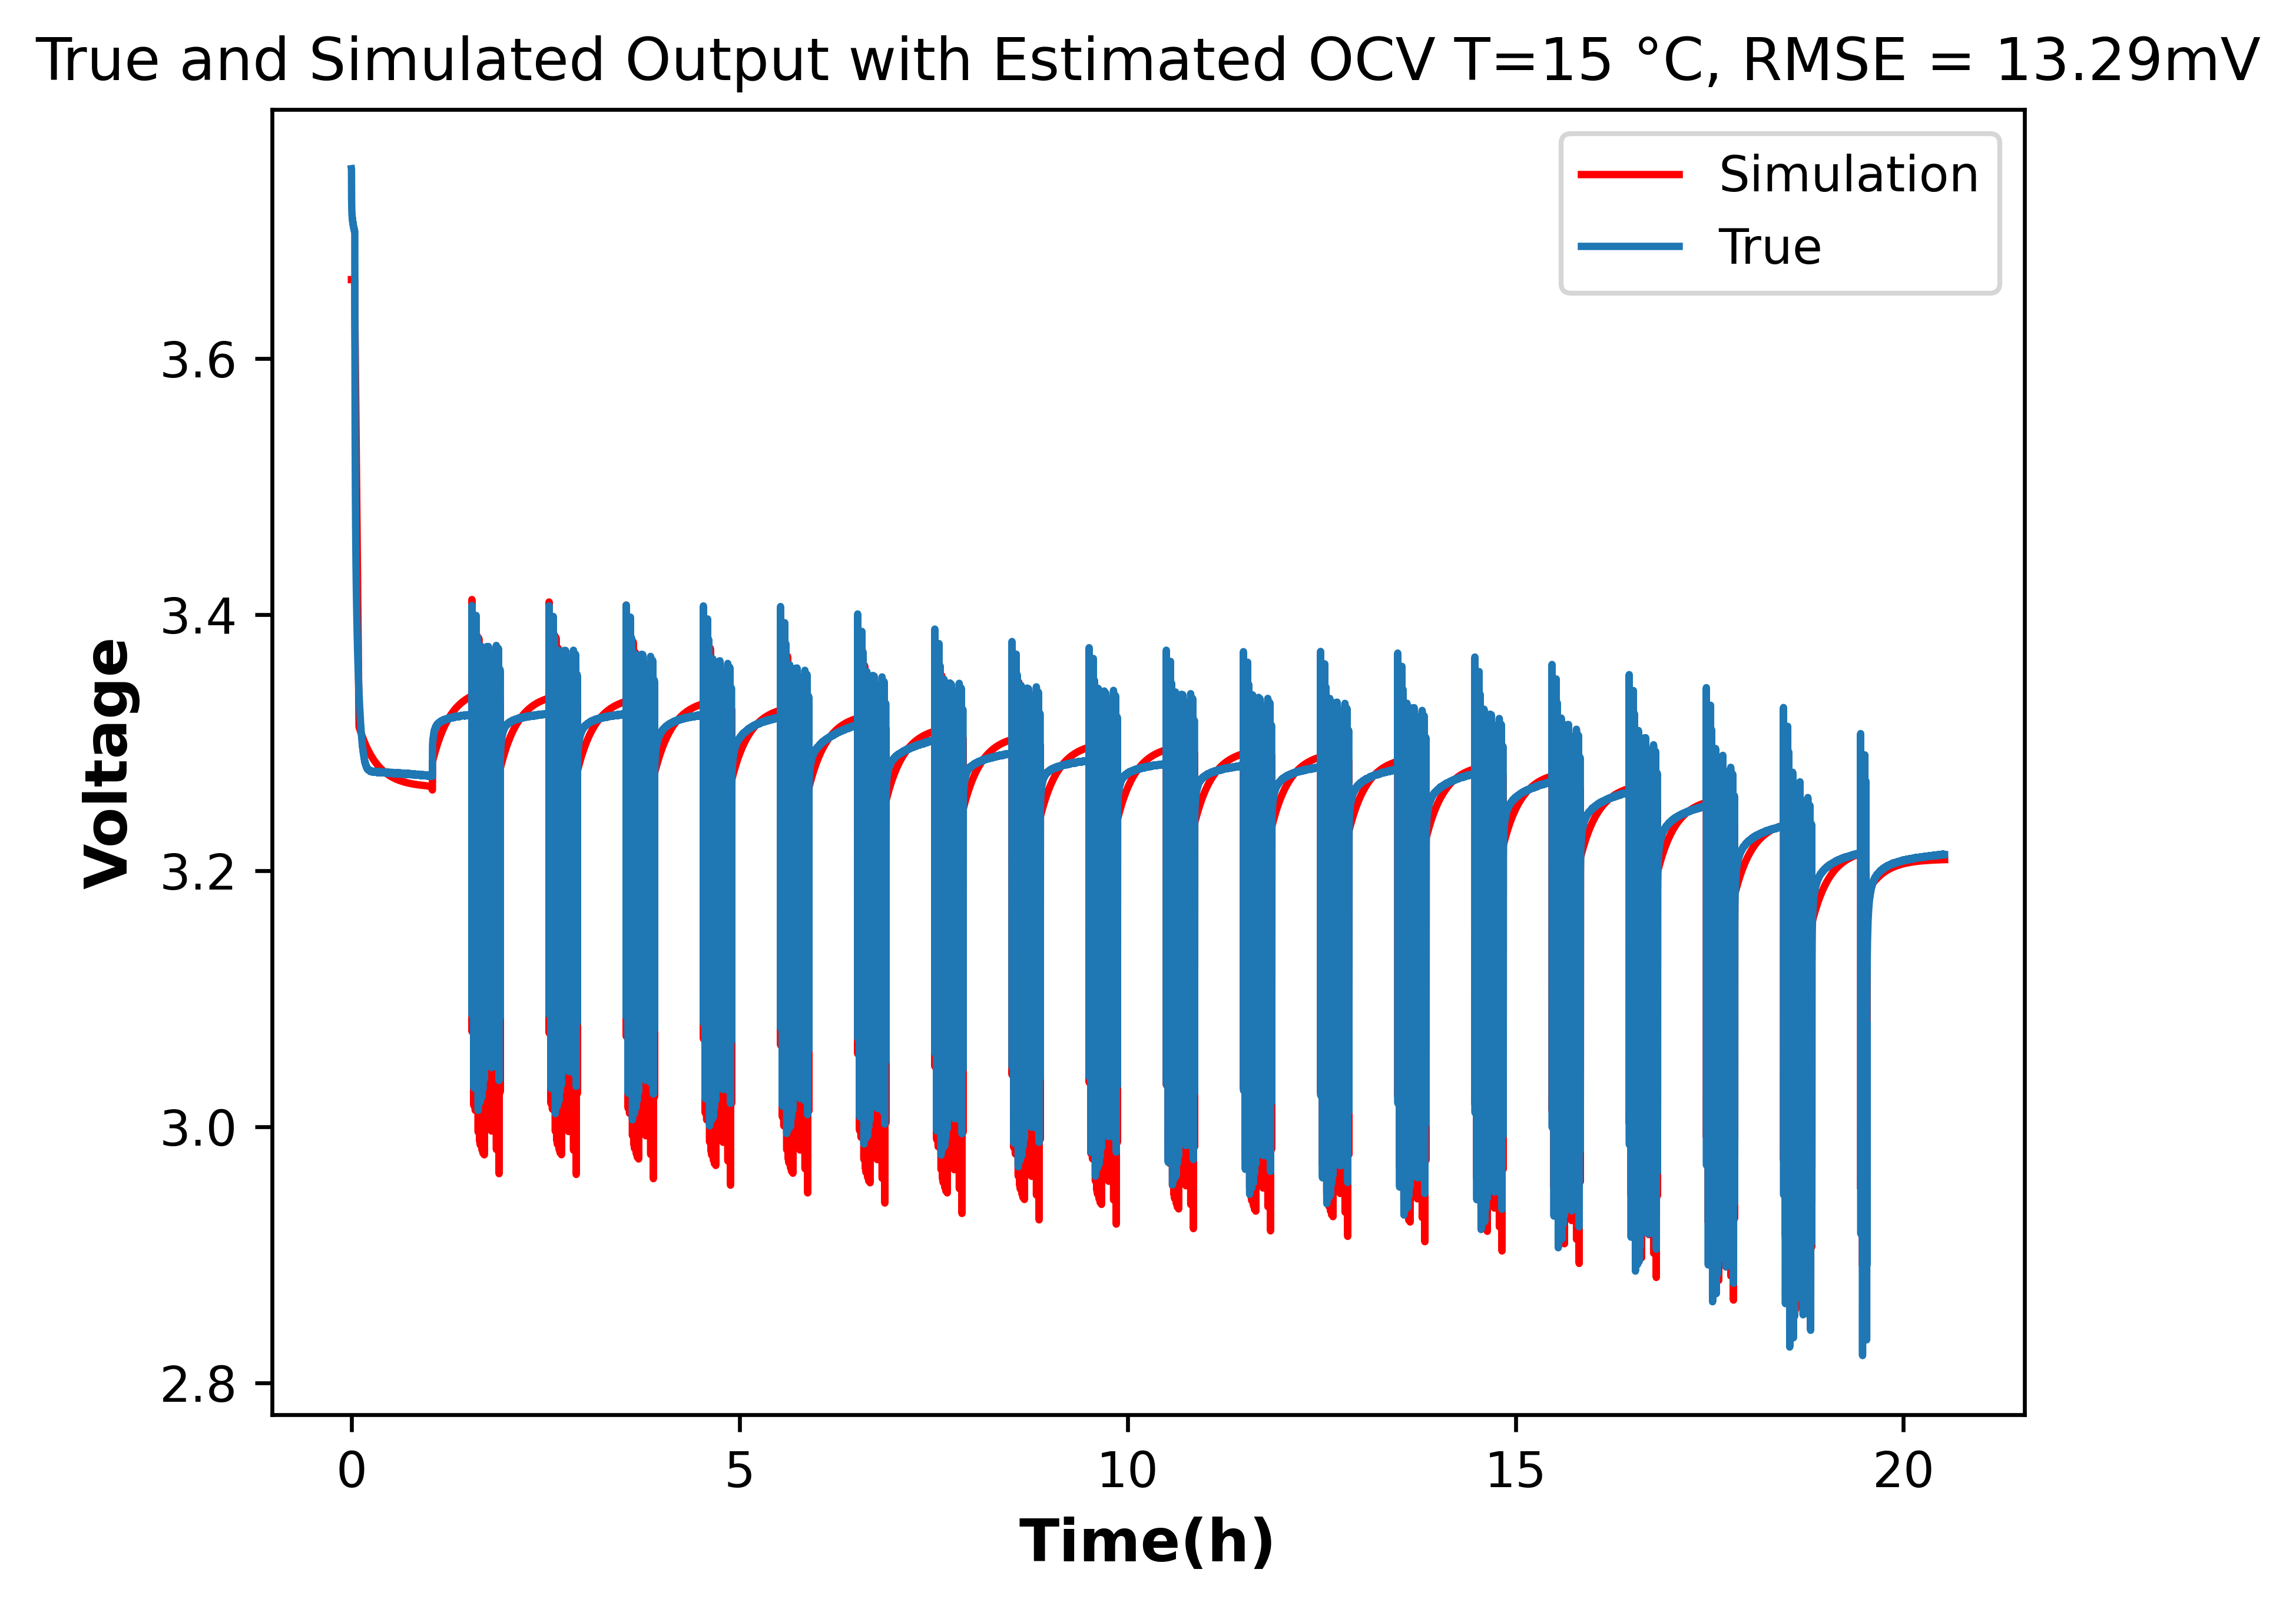 True and Simulated Output with Estimated OCV T=15 °C, RMSE = 13.29mV
Simulation
True
3.6
3.4
3.2
3.0
2.8
Voltage
0 5 10 15 20
Time(h)